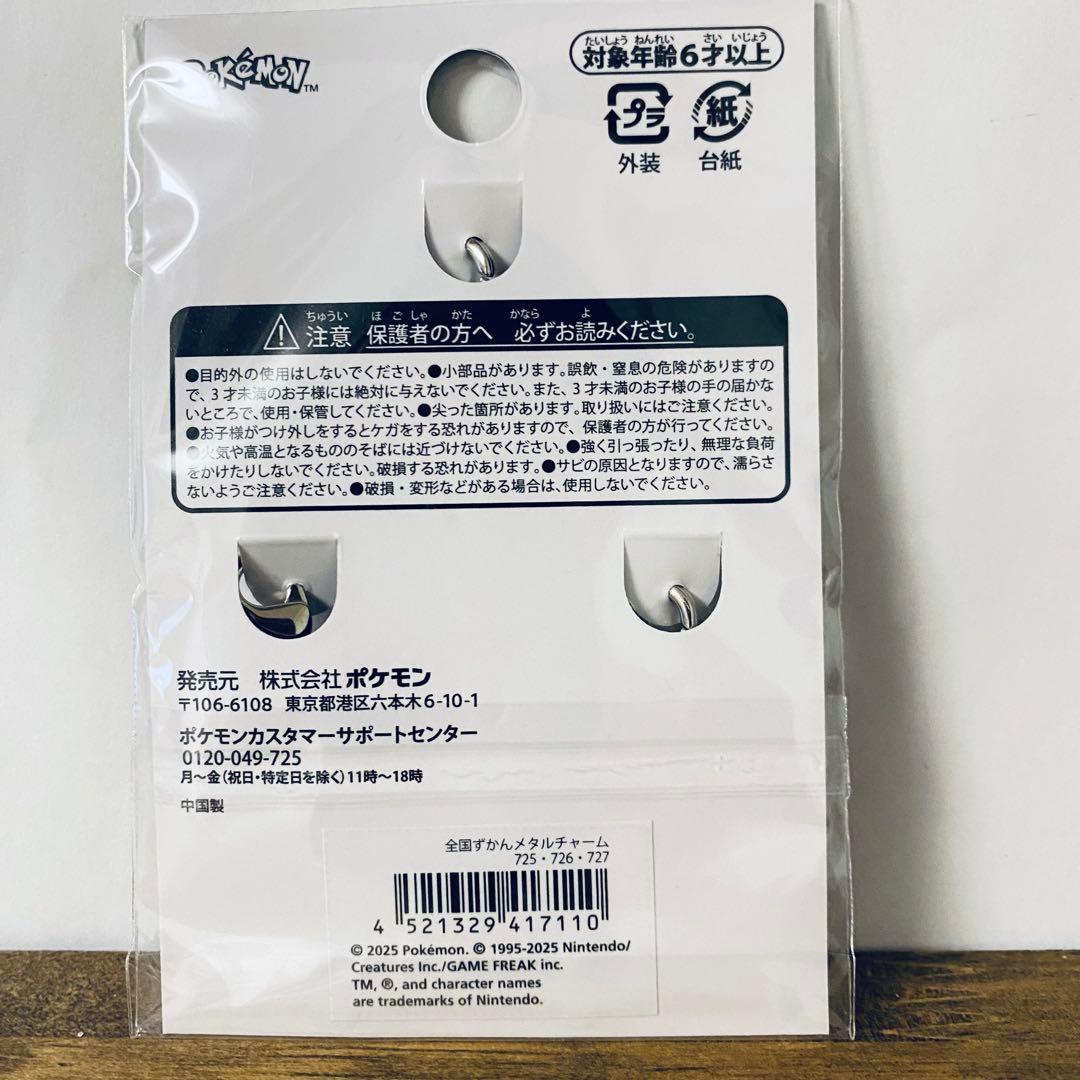 Pokémon™
たいしょう ねんれい さい いじょう
対象年齢6才以上
プラ 紙
外装 台紙
ちゅうい ほごしゃ かた かなら よ
注意 保護者の方へ 必ずお読みください。
●目的外の使用はしないでください。●小部品があります。誤飲・窒息の危険がありますの
で、3才未満のお子様には絶対に与えないでください。また、3才未満のお子様の手の届かな
いところで、使用・保管してください。●尖った箇所があります。取り扱いにはご注意ください。
●お子様がつけ外しをするとケガをする恐れがありますので、保護者の方が行ってください。
●火気や高温となるもののそばには近づけないでください。●強く引っ張ったり、無理な負荷
をかけたりしないでください。破損する恐れがあります。●サビの原因となりますので、濡らさ
ないようご注意ください。●破損・変形などがある場合は、使用しないでください。
発売元 株式会社ポケモン
〒106-6108 東京都港区六本木6-10-1
ポケモンカスタマーサポートセンター
0120-049-725
月〜金（祝日・特定日を除く）11時〜18時
中国製
全国ずかんメタルチャーム
725・726・727
4 521329 417110
© 2025 Pokémon. © 1995-2025 Nintendo/
Creatures Inc./GAME FREAK inc.
TM, ®, and character names
are trademarks of Nintendo.